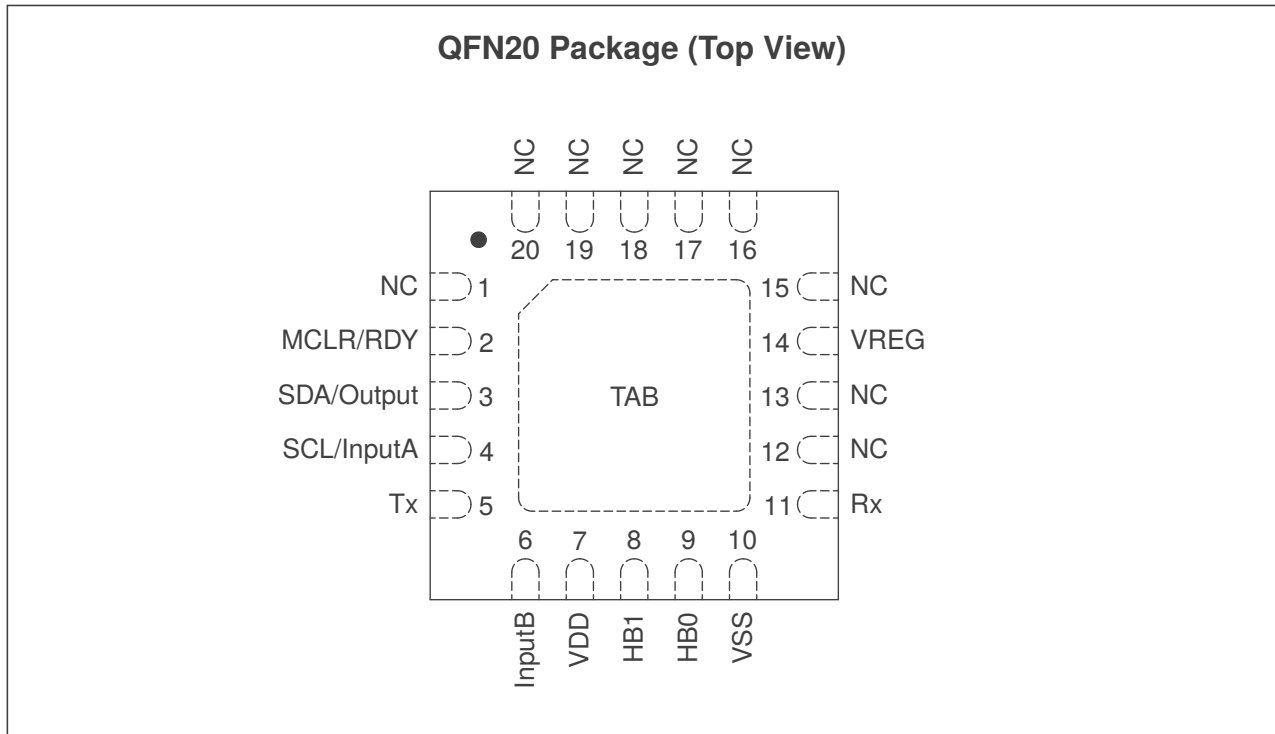 QFN20 Package (Top View)
NC NC NC NC NC
20 19 18 17 16
NC 1 15 NC
MCLR/RDY 2 14 VREG
SDA/Output 3 TAB 13 NC
SCL/InputA 4 12 NC
Tx 5 11 Rx
6 7 8 9 10
InputB VDD HB1 HB0 VSS